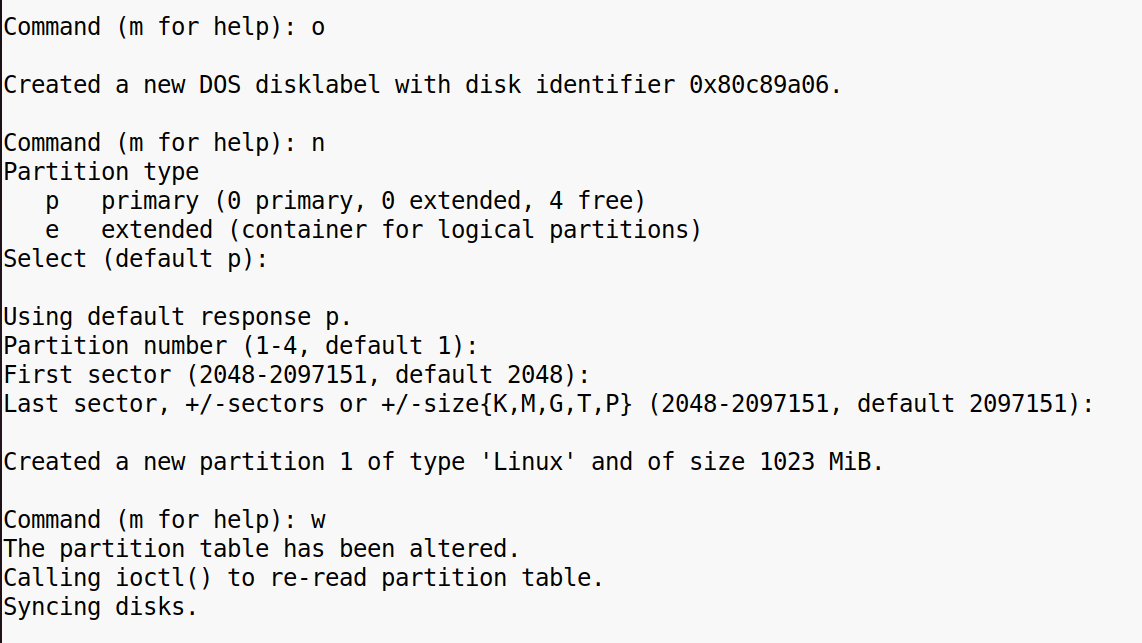 Command (m for help): o
Created a new DOS disklabel with disk identifier 0x80c89a06.
Command (m for help): n
Partition type
   p   primary (0 primary, 0 extended, 4 free)
   e   extended (container for logical partitions)
Select (default p):
Using default response p.
Partition number (1-4, default 1):
First sector (2048-2097151, default 2048):
Last sector, +/-sectors or +/-size{K,M,G,T,P} (2048-2097151, default 2097151):
Created a new partition 1 of type 'Linux' and of size 1023 MiB.
Command (m for help): w
The partition table has been altered.
Calling ioctl() to re-read partition table.
Syncing disks.